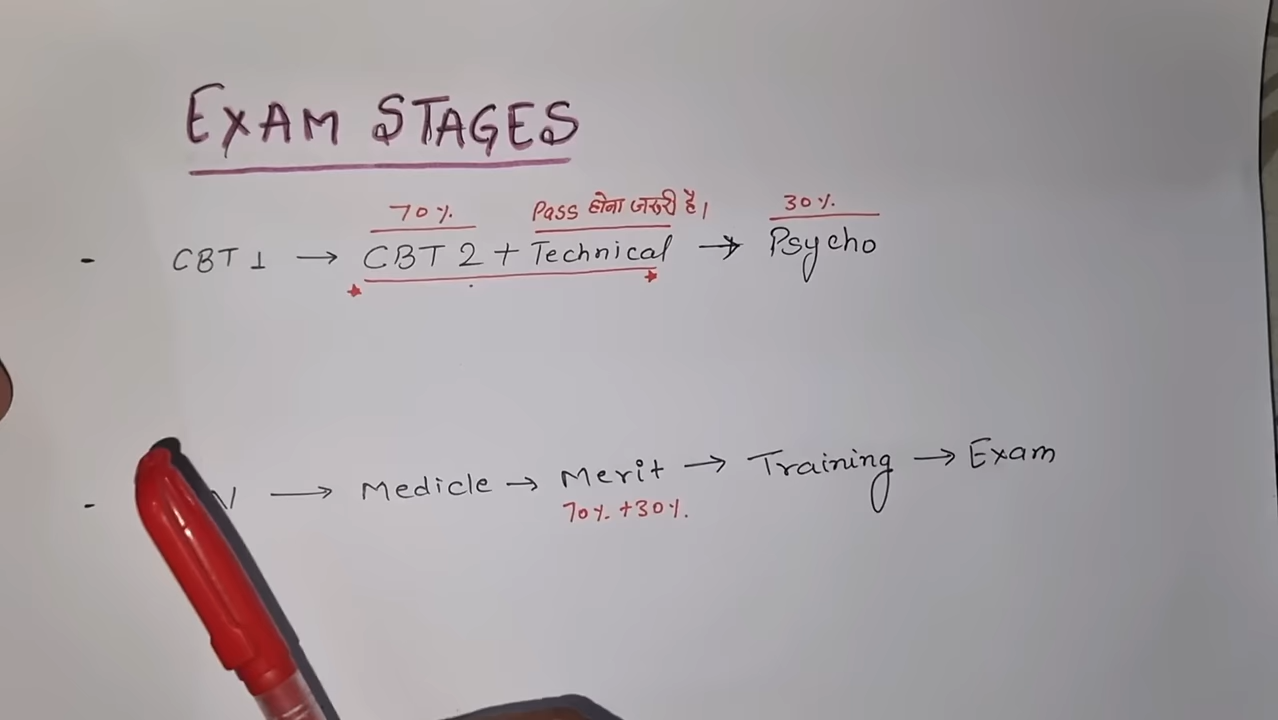 EXAM STAGES
70% Pass होना जरूरी है। 30%
- CBT 1 → CBT 2 + Technical → Psycho
- → Medicle → Merit → Training → Exam
70% + 30%